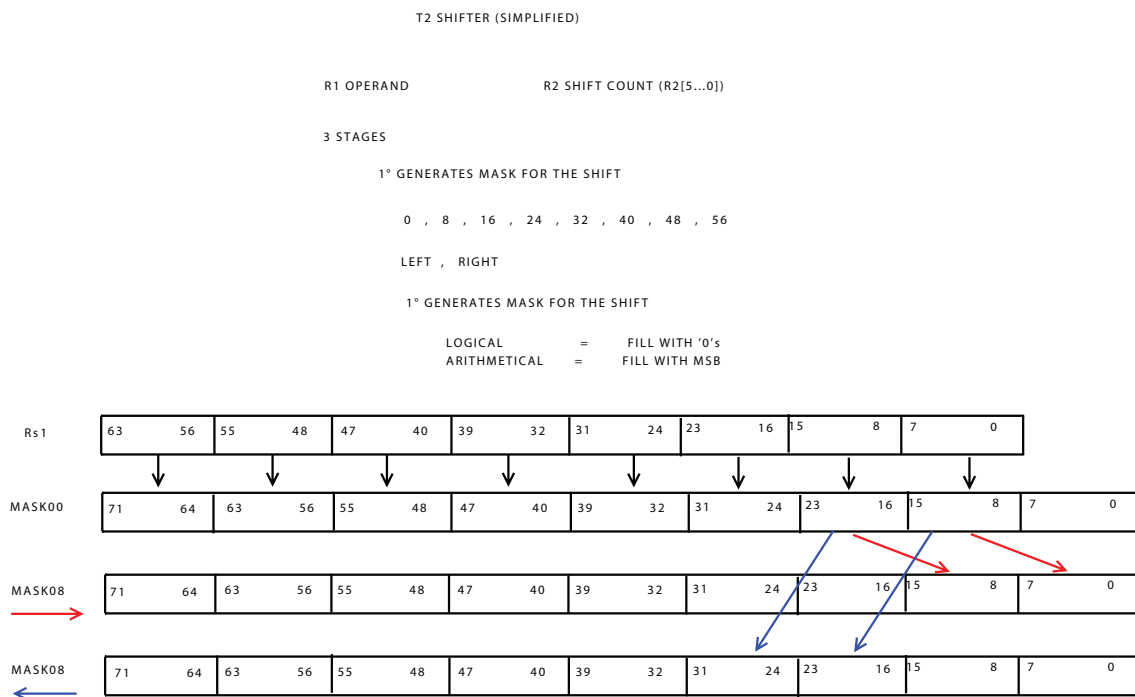 T2 SHIFTER (SIMPLIFIED)
R1 OPERAND R2 SHIFT COUNT (R2[5...0])
3 STAGES
1° GENERATES MASK FOR THE SHIFT
0 , 8 , 16 , 24 , 32 , 40 , 48 , 56
LEFT , RIGHT
1° GENERATES MASK FOR THE SHIFT
LOGICAL = FILL WITH '0's
ARITHMETICAL = FILL WITH MSB
Rs1 63 56 55 48 47 40 39 32 31 24 23 16 15 8 7 0
MASK00 71 64 63 56 55 48 47 40 39 32 31 24 23 16 15 8 7 0
MASK08 71 64 63 56 55 48 47 40 39 32 31 24 23 16 15 8 7 0
MASK08 71 64 63 56 55 48 47 40 39 32 31 24 23 16 15 8 7 0